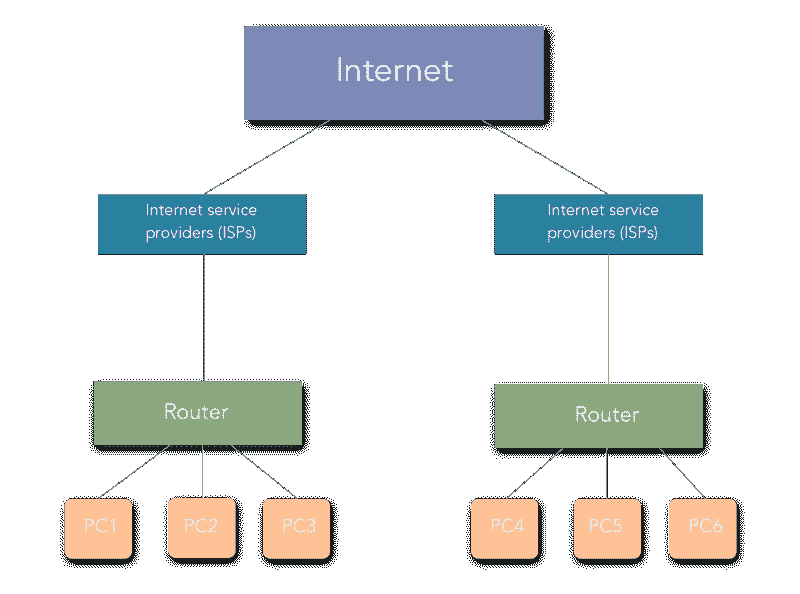 Internet
Internet service
providers (ISPs)
Internet service
providers (ISPs)
Router
Router
PC1
PC2
PC3
PC4
PC5
PC6